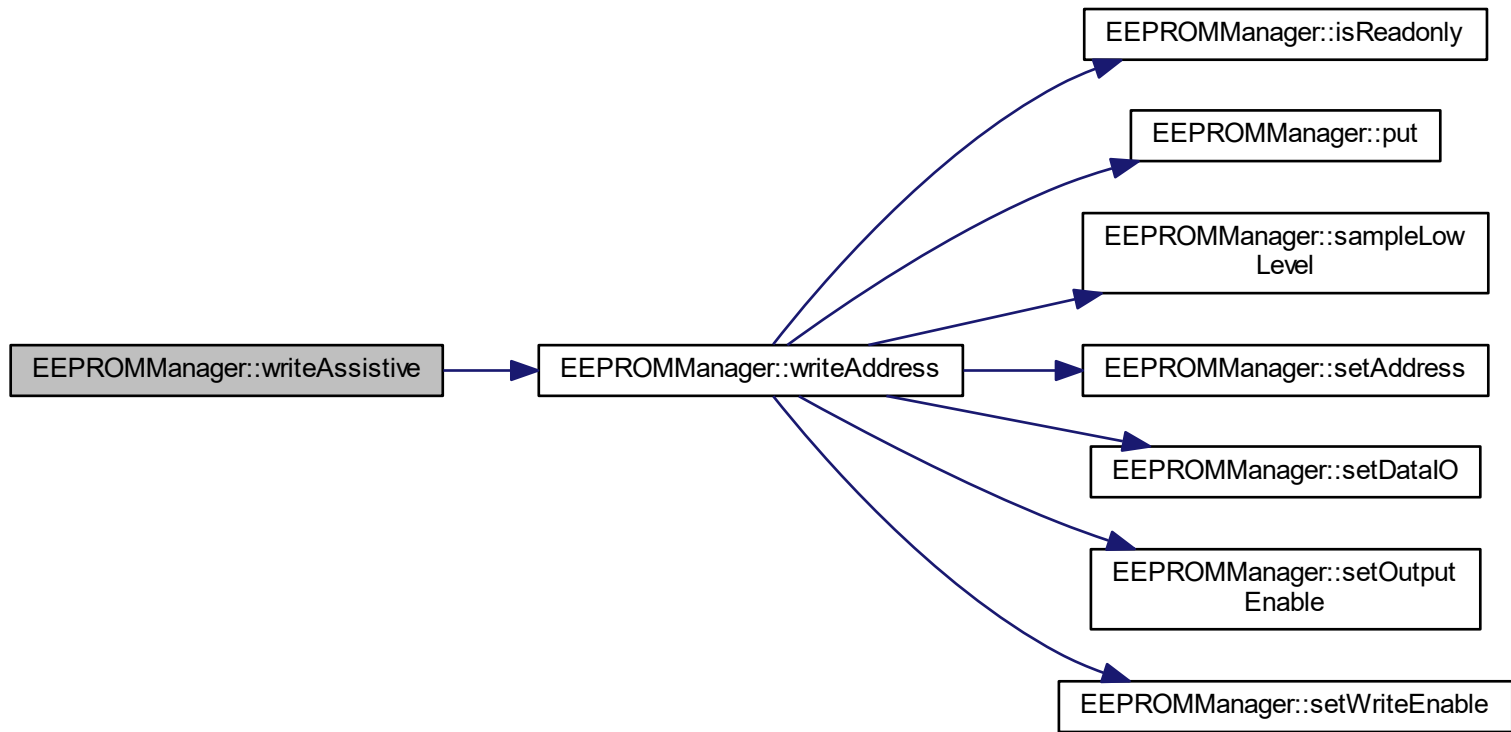 EEPROMManager::isReadonly
EEPROMManager::put
EEPROMManager::sampleLow
Level
EEPROMManager::writeAssistive
EEPROMManager::writeAddress
EEPROMManager::setAddress
EEPROMManager::setDataIO
EEPROMManager::setOutput
Enable
EEPROMManager::setWriteEnable